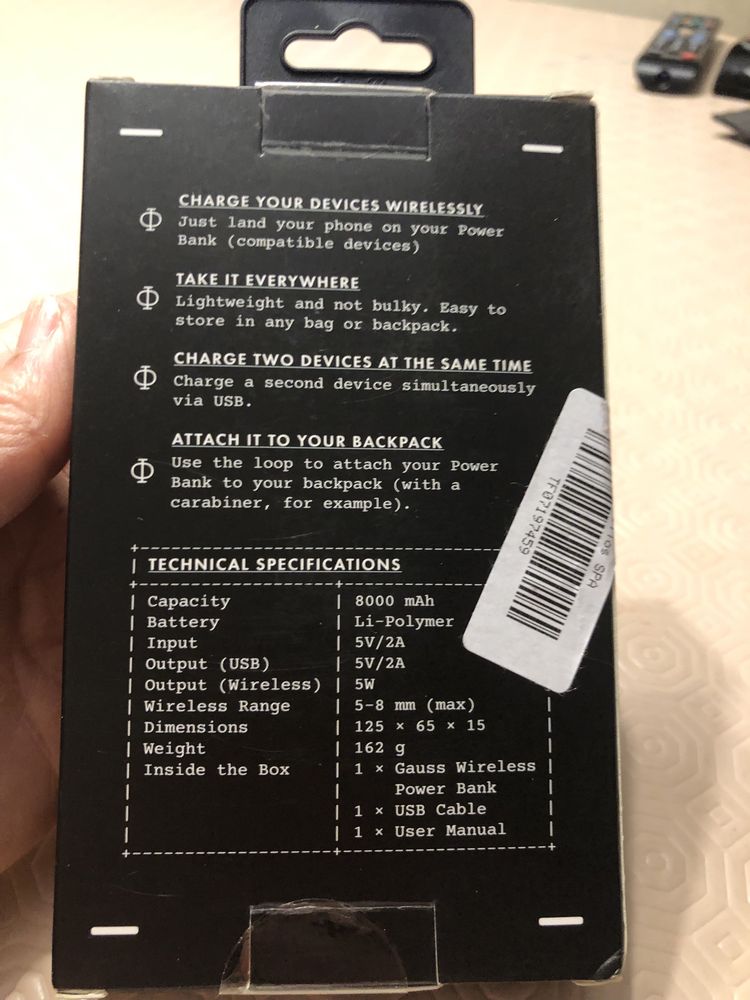 CHARGE YOUR DEVICES WIRELESSLY
Just land your phone on your Power
Bank (compatible devices)
TAKE IT EVERYWHERE
Lightweight and not bulky. Easy to
store in any bag or backpack.
CHARGE TWO DEVICES AT THE SAME TIME
Charge a second device simultaneously
via USB.
ATTACH IT TO YOUR BACKPACK
Use the loop to attach your Power
Bank to your backpack (with a
carabiner, for example).
TECHNICAL SPECIFICATIONS
Capacity 8000 mAh
Battery Li-Polymer
Input 5V/2A
Output (USB) 5V/2A
Output (Wireless) 5W
Wireless Range 5-8 mm (max)
Dimensions 125 × 65 × 15
Weight 162 g
Inside the Box 1 × Gauss Wireless
Power Bank
1 × USB Cable
1 × User Manual
TF07197459
SPA